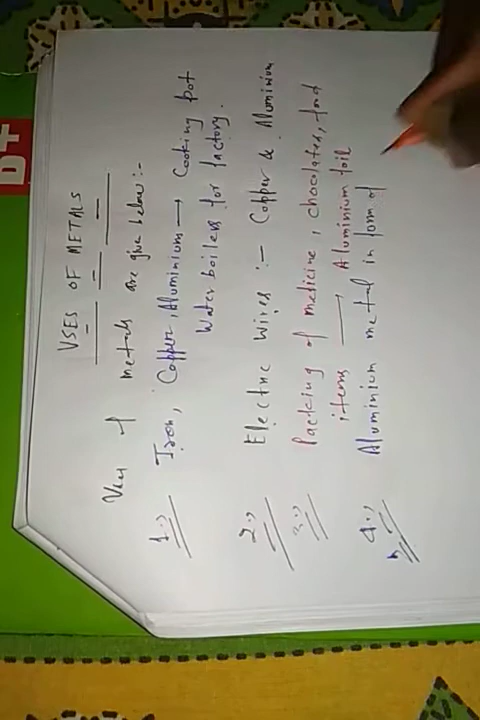 USES OF METALS
Uses of metals are give below:-
1.) Iron, Copper, Aluminium → Cooking pot
Water boilers for factory.
2.) Electric Wires :- Copper & Aluminium
3.) Packing of medicine, chocolates, food
items → Aluminium foil
4.) Aluminium metal in form of
D+